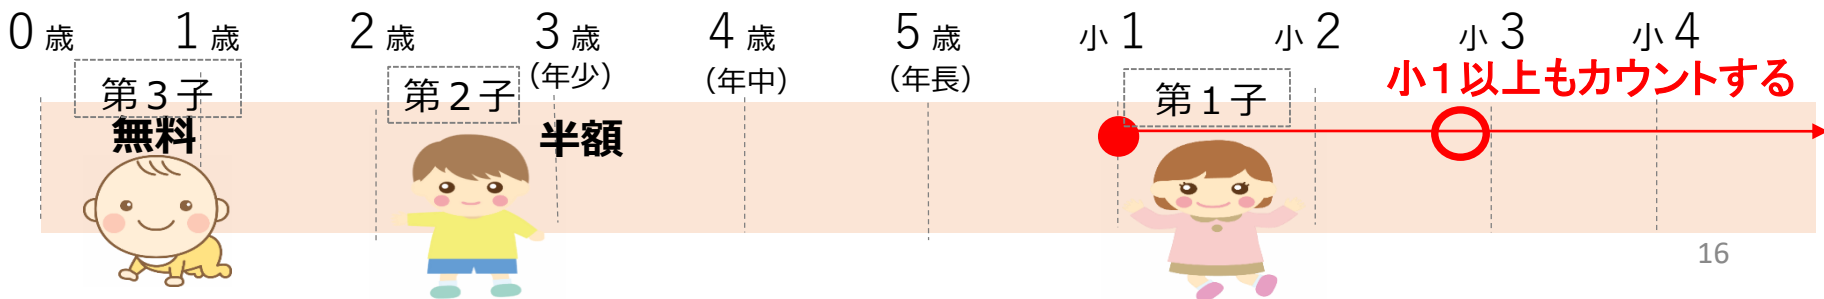 0歳 1歳 2歳 3歳 4歳 5歳 小1 小2 小3 小4
(年少) (年中) (年長)
小1以上もカウントする
第3子 第2子 第1子
無料 半額
16